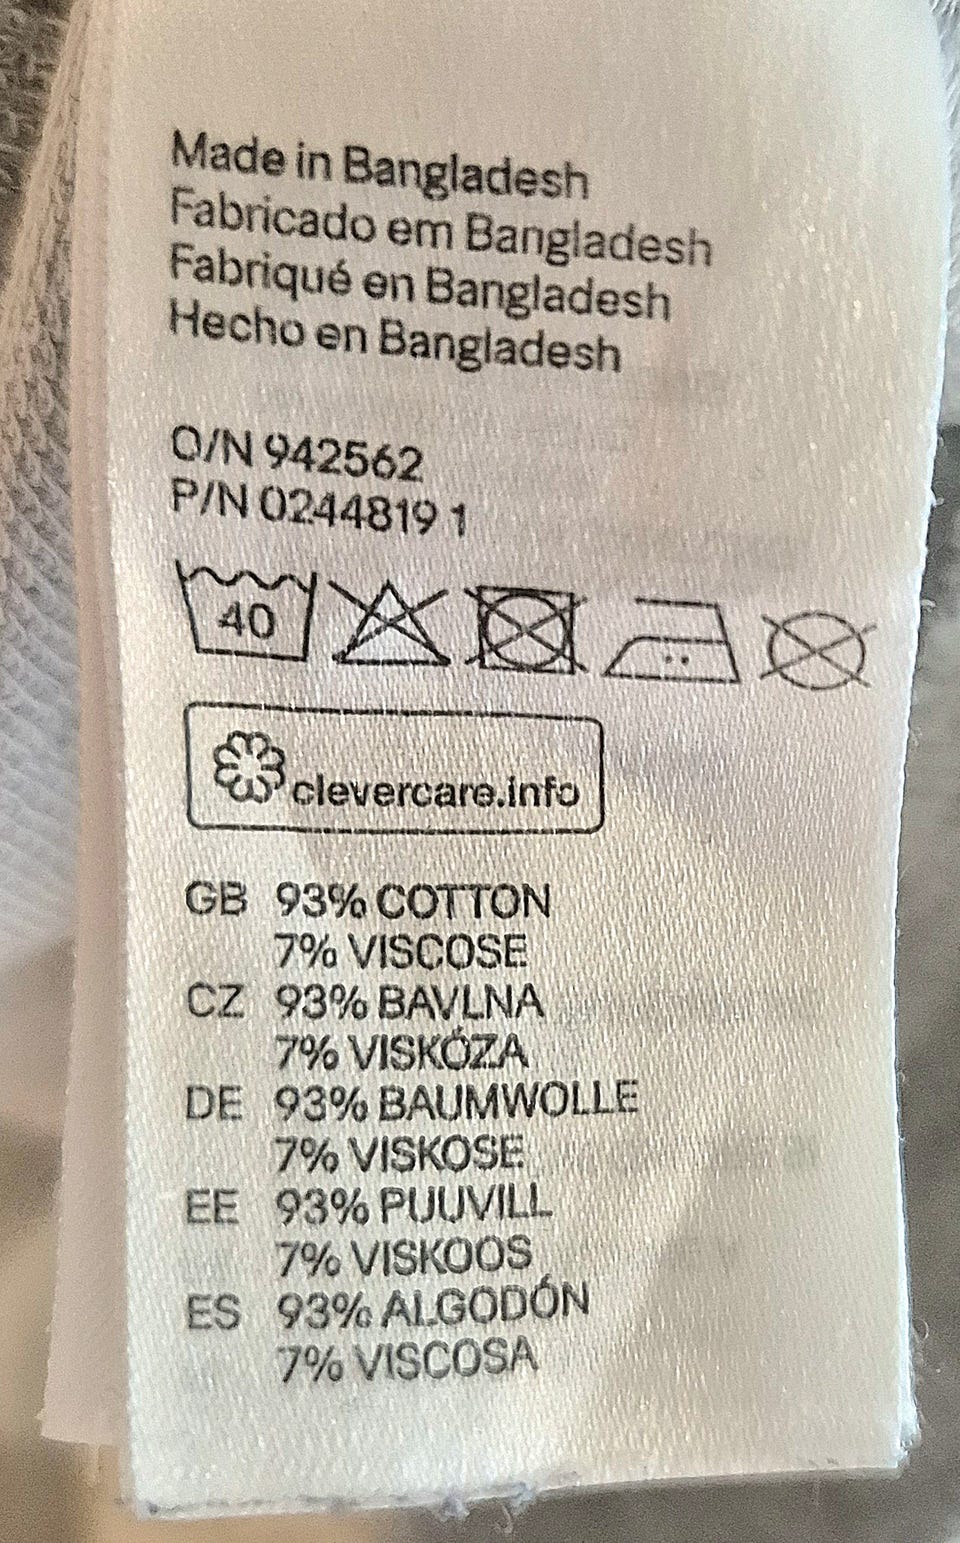 Made in Bangladesh
Fabricado em Bangladesh
Fabriqué en Bangladesh
Hecho en Bangladesh
O/N 942562
P/N 0244819 1
40
clevercare.info
GB 93% COTTON
7% VISCOSE
CZ 93% BAVLNA
7% VISKÓZA
DE 93% BAUMWOLLE
7% VISKOSE
EE 93% PUUVILL
7% VISKOOS
ES 93% ALGODÓN
7% VISCOSA